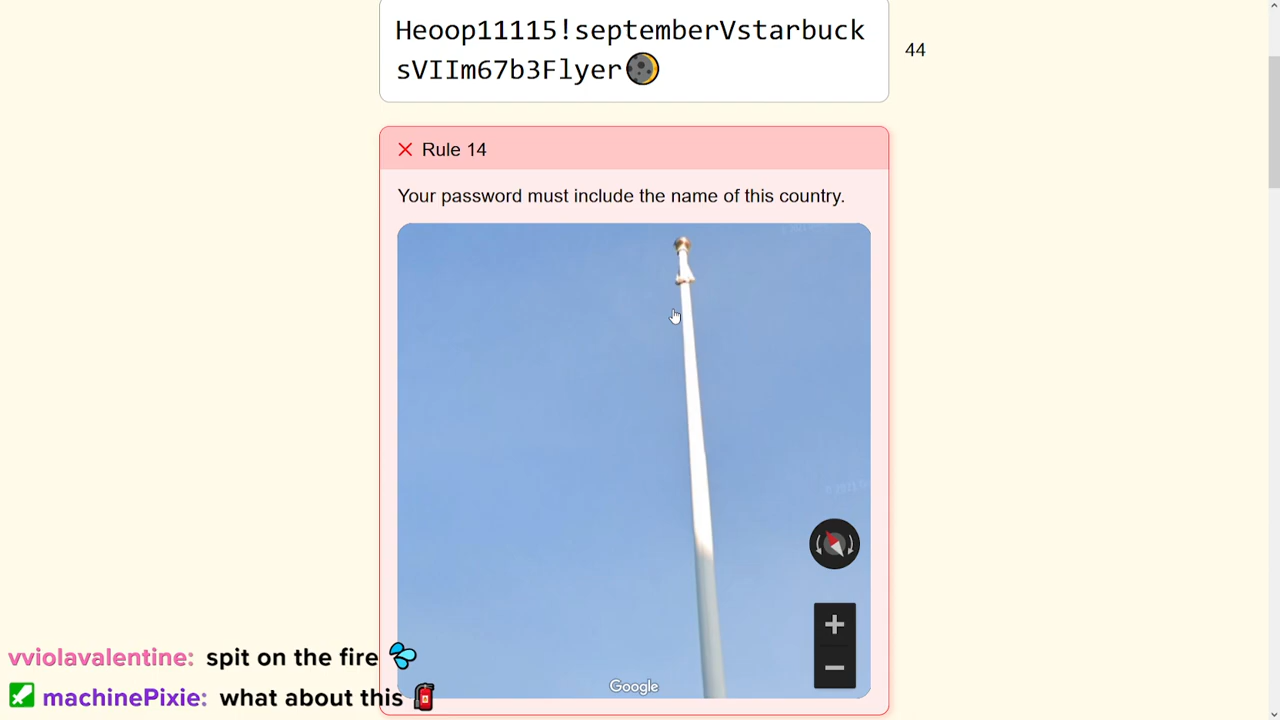 Heoop11115!septemberVstarbuck
sVIIm67b3Flyer🌒
44
Rule 14
Your password must include the name of this country.
Google
vviolavalentine: spit on the fire 💦
machinePixie: what about this 🧯